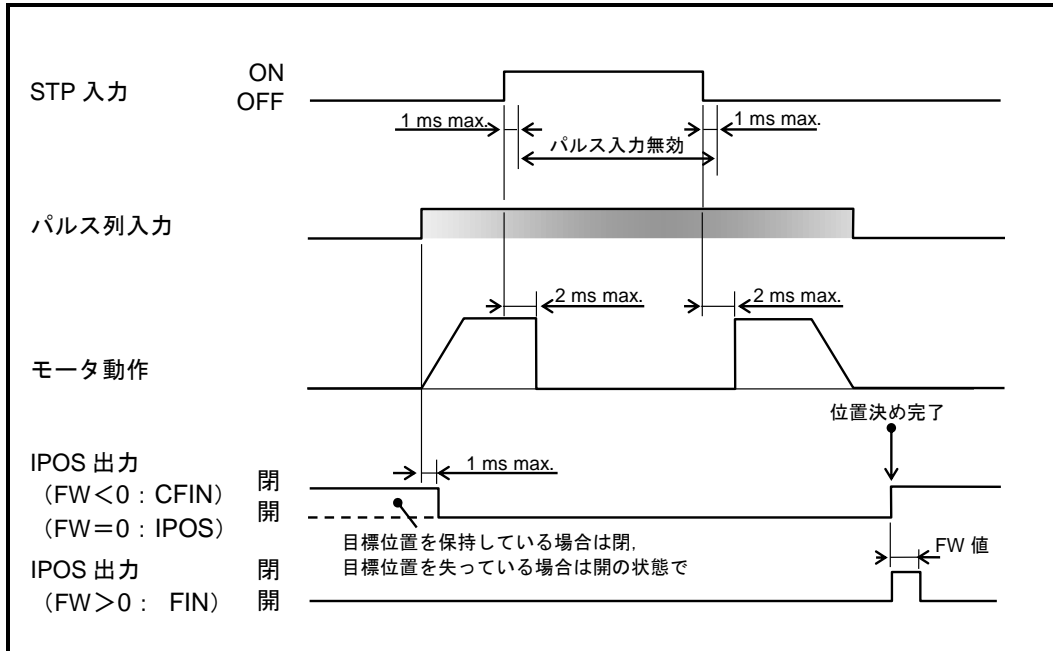 STP 入力
ON
OFF
1 ms max.
1 ms max.
パルス入力無効
パルス列入力
2 ms max.
2 ms max.
モータ動作
位置決め完了
IPOS 出力
（FW＜0：CFIN）
（FW＝0：IPOS）
閉
開
1 ms max.
目標位置を保持している場合は閉，
目標位置を失っている場合は開の状態で
FW 値
IPOS 出力
（FW＞0： FIN）
閉
開